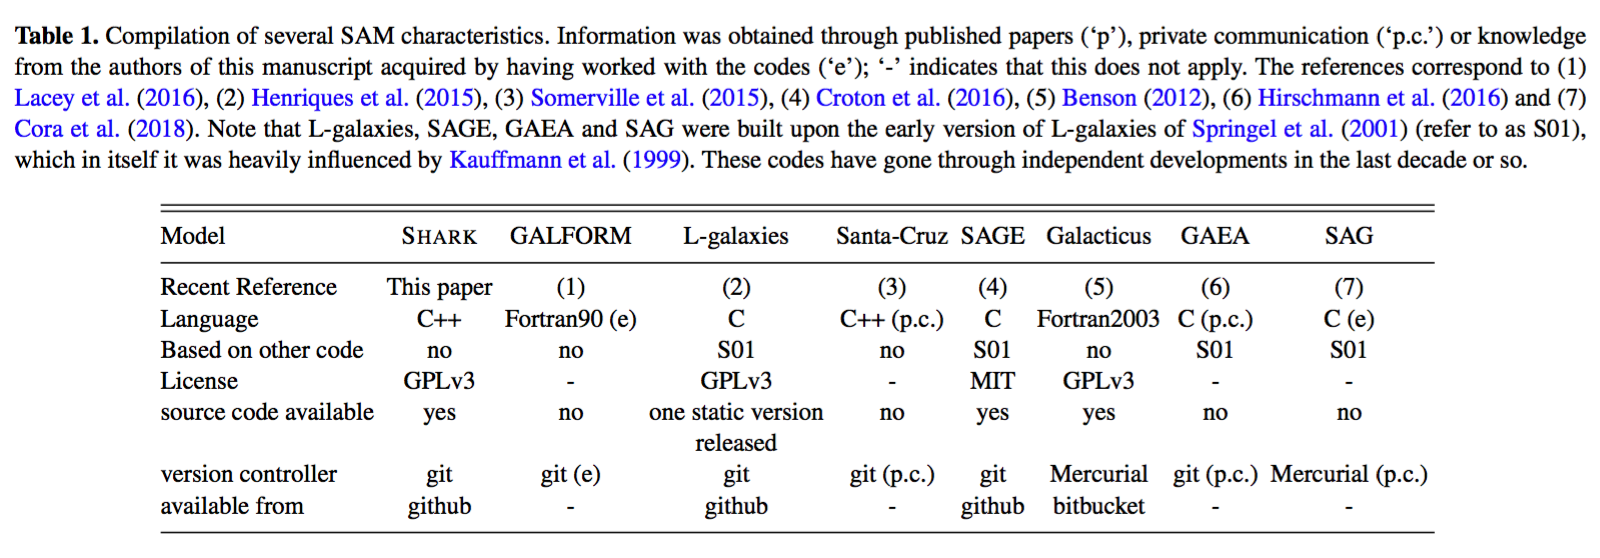 Table 1. Compilation of several SAM characteristics. Information was obtained through published papers (‘p’), private communication (‘p.c.’) or knowledge
from the authors of this manuscript acquired by having worked with the codes (‘e’); ‘-’ indicates that this does not apply. The references correspond to (1)
Lacey et al. (2016), (2) Henriques et al. (2015), (3) Somerville et al. (2015), (4) Croton et al. (2016), (5) Benson (2012), (6) Hirschmann et al. (2016) and (7)
Cora et al. (2018). Note that L-galaxies, SAGE, GAEA and SAG were built upon the early version of L-galaxies of Springel et al. (2001) (refer to as S01),
which in itself it was heavily influenced by Kauffmann et al. (1999). These codes have gone through independent developments in the last decade or so.
Model SHARK GALFORM L-galaxies Santa-Cruz SAGE Galacticus GAEA SAG
Recent Reference This paper (1) (2) (3) (4) (5) (6) (7)
Language C++ Fortran90 (e) C C++ (p.c.) C Fortran2003 C (p.c.) C (e)
Based on other code no no S01 no S01 no S01 S01
License GPLv3 - GPLv3 - MIT GPLv3 - -
source code available yes no one static version no yes yes no no
released
version controller git git (e) git git (p.c.) git Mercurial git (p.c.) Mercurial (p.c.)
available from github - github - github bitbucket - -